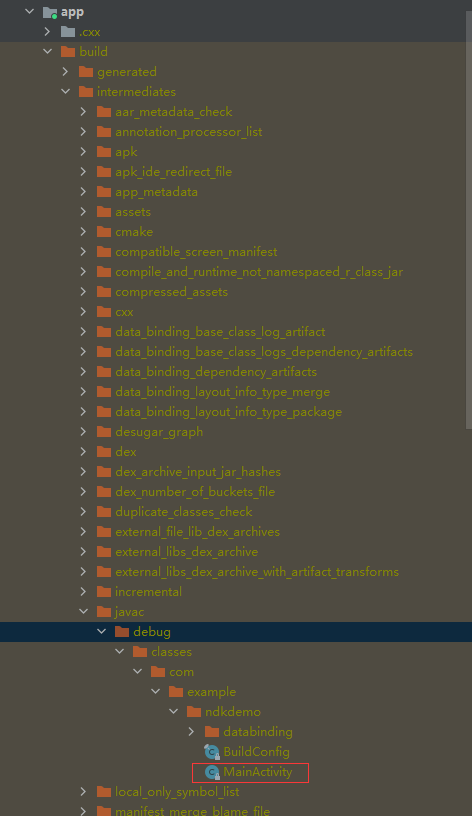 app
.cxx
build
generated
intermediates
aar_metadata_check
annotation_processor_list
apk
apk_ide_redirect_file
app_metadata
assets
cmake
compatible_screen_manifest
compile_and_runtime_not_namespaced_r_class_jar
compressed_assets
cxx
data_binding_base_class_log_artifact
data_binding_base_class_logs_dependency_artifacts
data_binding_dependency_artifacts
data_binding_layout_info_type_merge
data_binding_layout_info_type_package
desugar_graph
dex
dex_archive_input_jar_hashes
dex_number_of_buckets_file
duplicate_classes_check
external_file_lib_dex_archives
external_libs_dex_archive
external_libs_dex_archive_with_artifact_transforms
incremental
javac
debug
classes
com
example
ndkdemo
databinding
BuildConfig
MainActivity
local_only_symbol_list
manifest_merge_blame_file